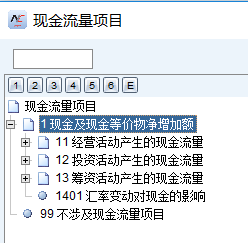 现金流量项目
1 2 3 4 5 6 E
现金流量项目
1 现金及现金等价物净增加额
11 经营活动产生的现金流量
12 投资活动产生的现金流量
13 筹资活动产生的现金流量
1401 汇率变动对现金的影响
99 不涉及现金流量项目